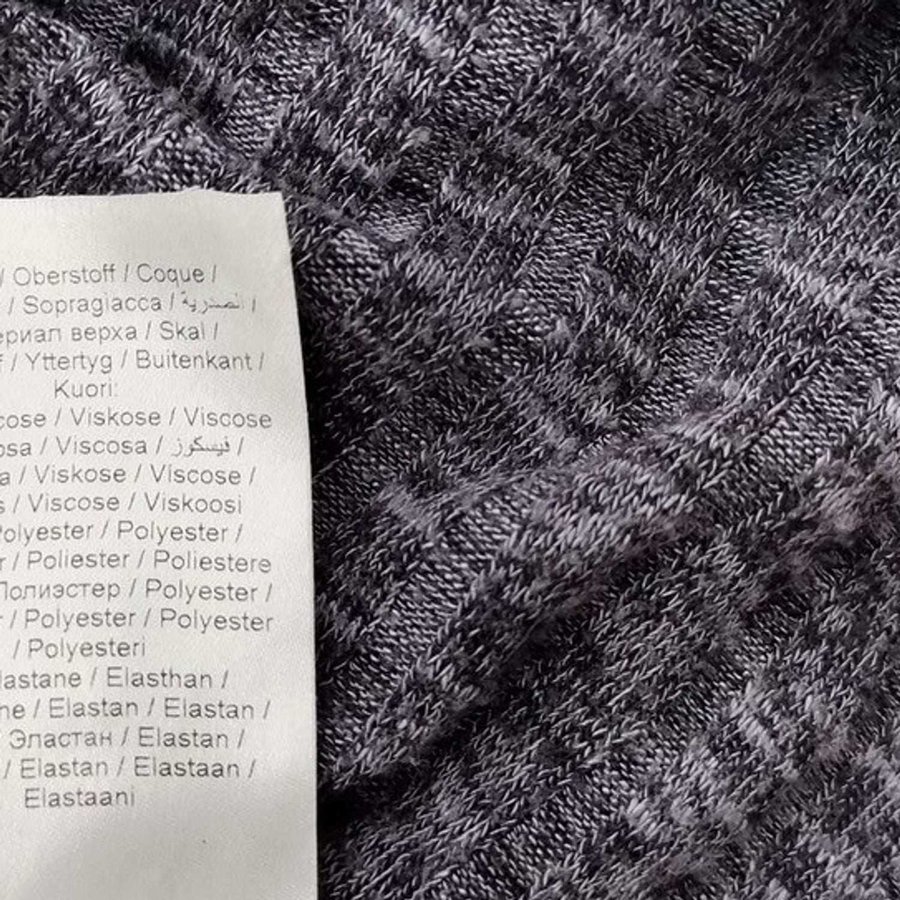 / Oberstoff / Coque /
/ Sopragiacca / الصدرية /
ериал верха / Skal /
/ Yttertyg / Buitenkant /
Kuori:
cose / Viskose / Viscose
osa / Viscosa / فيسكوز /
a / Viskose / Viscose /
s / Viscose / Viskoosi
Polyester / Polyester /
r / Poliester / Poliestere
Полиэстер / Polyester /
r / Polyester / Polyester
/ Polyesteri
lastane / Elasthan /
ne / Elastan / Elastan /
Эластан / Elastan /
/ Elastan / Elastaan /
Elastaani